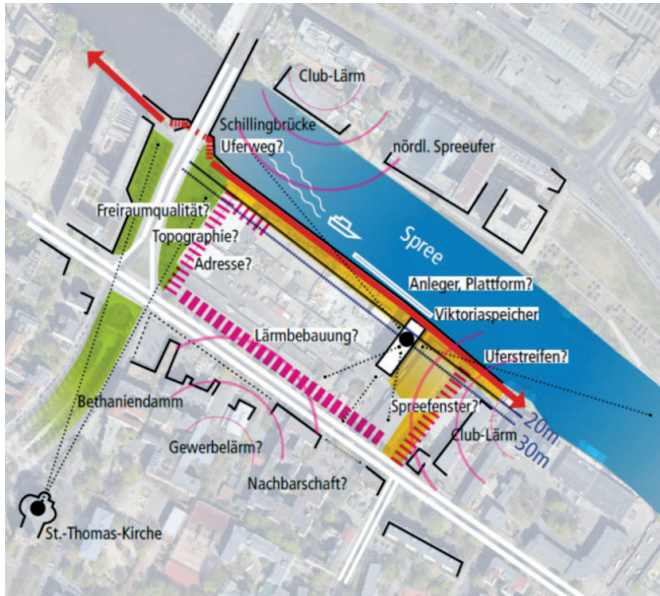 Club-Lärm
Schillingbrücke
Uferweg?
nördl. Spreeufer
Freiraumqualität?
Spree
Topographie?
Adresse?
Anleger, Plattform?
Viktoriaspeicher
Lärmbebauung?
Uferstreifen?
Bethaniendamm
Spreefenster?
20m
Club-Lärm
30m
Gewerbelärm?
Nachbarschaft?
St.-Thomas-Kirche